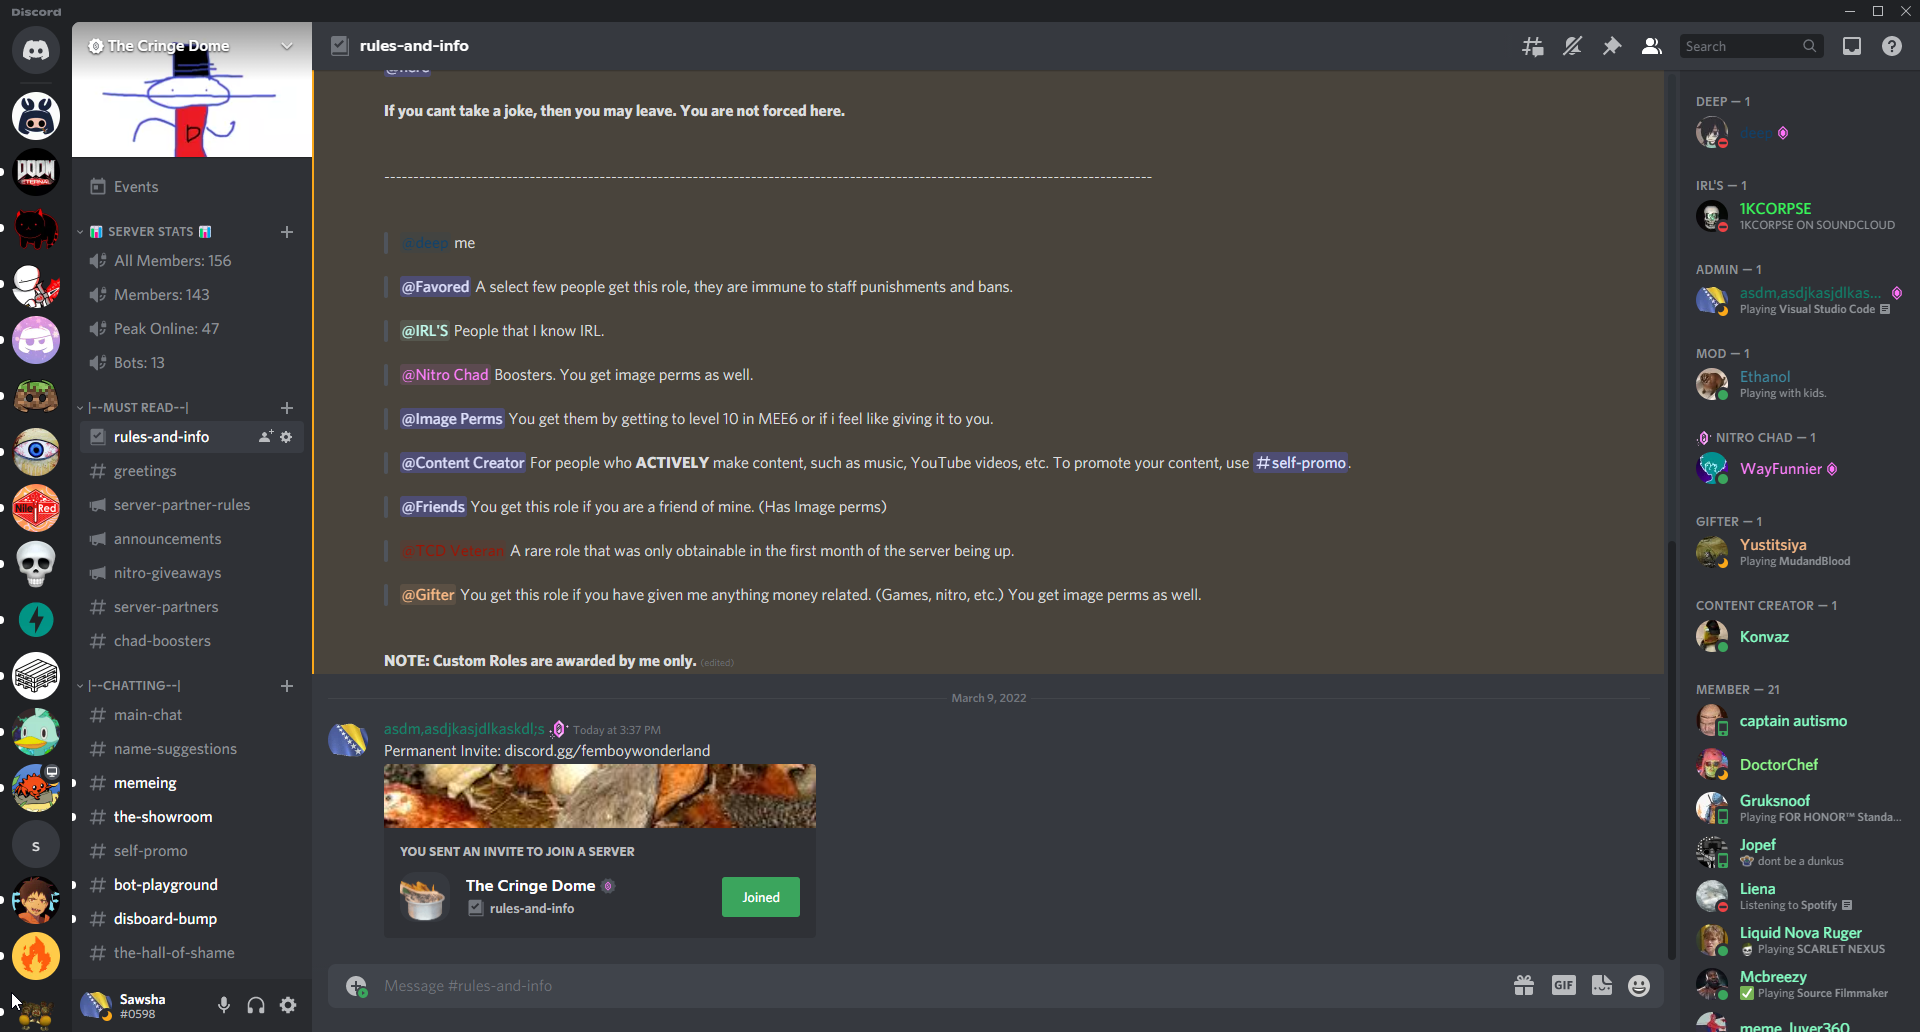 Discord
The Cringe Dome
Events
SERVER STATS
All Members: 156
Members: 143
Peak Online: 47
Bots: 13
|--MUST READ--|
rules-and-info
greetings
server-partner-rules
announcements
nitro-giveaways
server-partners
chad-boosters
|--CHATTING--|
main-chat
name-suggestions
memeing
the-showroom
self-promo
bot-playground
disboard-bump
the-hall-of-shame
Sawsha
#0598
DOOM
ETERNAL
NileRed
s
D
rules-and-info
Search
If you cant take a joke, then you may leave. You are not forced here.
@deep me
@Favored A select few people get this role, they are immune to staff punishments and bans.
@IRL'S People that I know IRL.
@Nitro Chad Boosters. You get image perms as well.
@Image Perms You get them by getting to level 10 in MEE6 or if i feel like giving it to you.
@Content Creator For people who ACTIVELY make content, such as music, YouTube videos, etc. To promote your content, use #self-promo.
@Friends You get this role if you are a friend of mine. (Has Image perms)
@TCD Veteran A rare role that was only obtainable in the first month of the server being up.
@Gifter You get this role if you have given me anything money related. (Games, nitro, etc.) You get image perms as well.
NOTE: Custom Roles are awarded by me only. (edited)
March 9, 2022
asdm,asdjkasjdlkaskdl;s Today at 3:37 PM
Permanent Invite: discord.gg/femboywonderland
YOU SENT AN INVITE TO JOIN A SERVER
The Cringe Dome
rules-and-info
Joined
Message #rules-and-info
GIF
DEEP — 1
deep
IRL'S — 1
1KCORPSE
1KCORPSE ON SOUNDCLOUD
ADMIN — 1
asdm,asdjkasjdlkas...
Playing Visual Studio Code
MOD — 1
Ethanol
Playing with kids.
NITRO CHAD — 1
WayFunnier
GIFTER — 1
Yustitsiya
Playing MudandBlood
CONTENT CREATOR — 1
Konvaz
MEMBER — 21
captain autismo
DoctorChef
Gruksnoof
Playing FOR HONOR™ Standa...
Jopef
dont be a dunkus
Liena
Listening to Spotify
Liquid Nova Ruger
Playing SCARLET NEXUS
Mcbreezy
Playing Source Filmmaker
meme_luver360